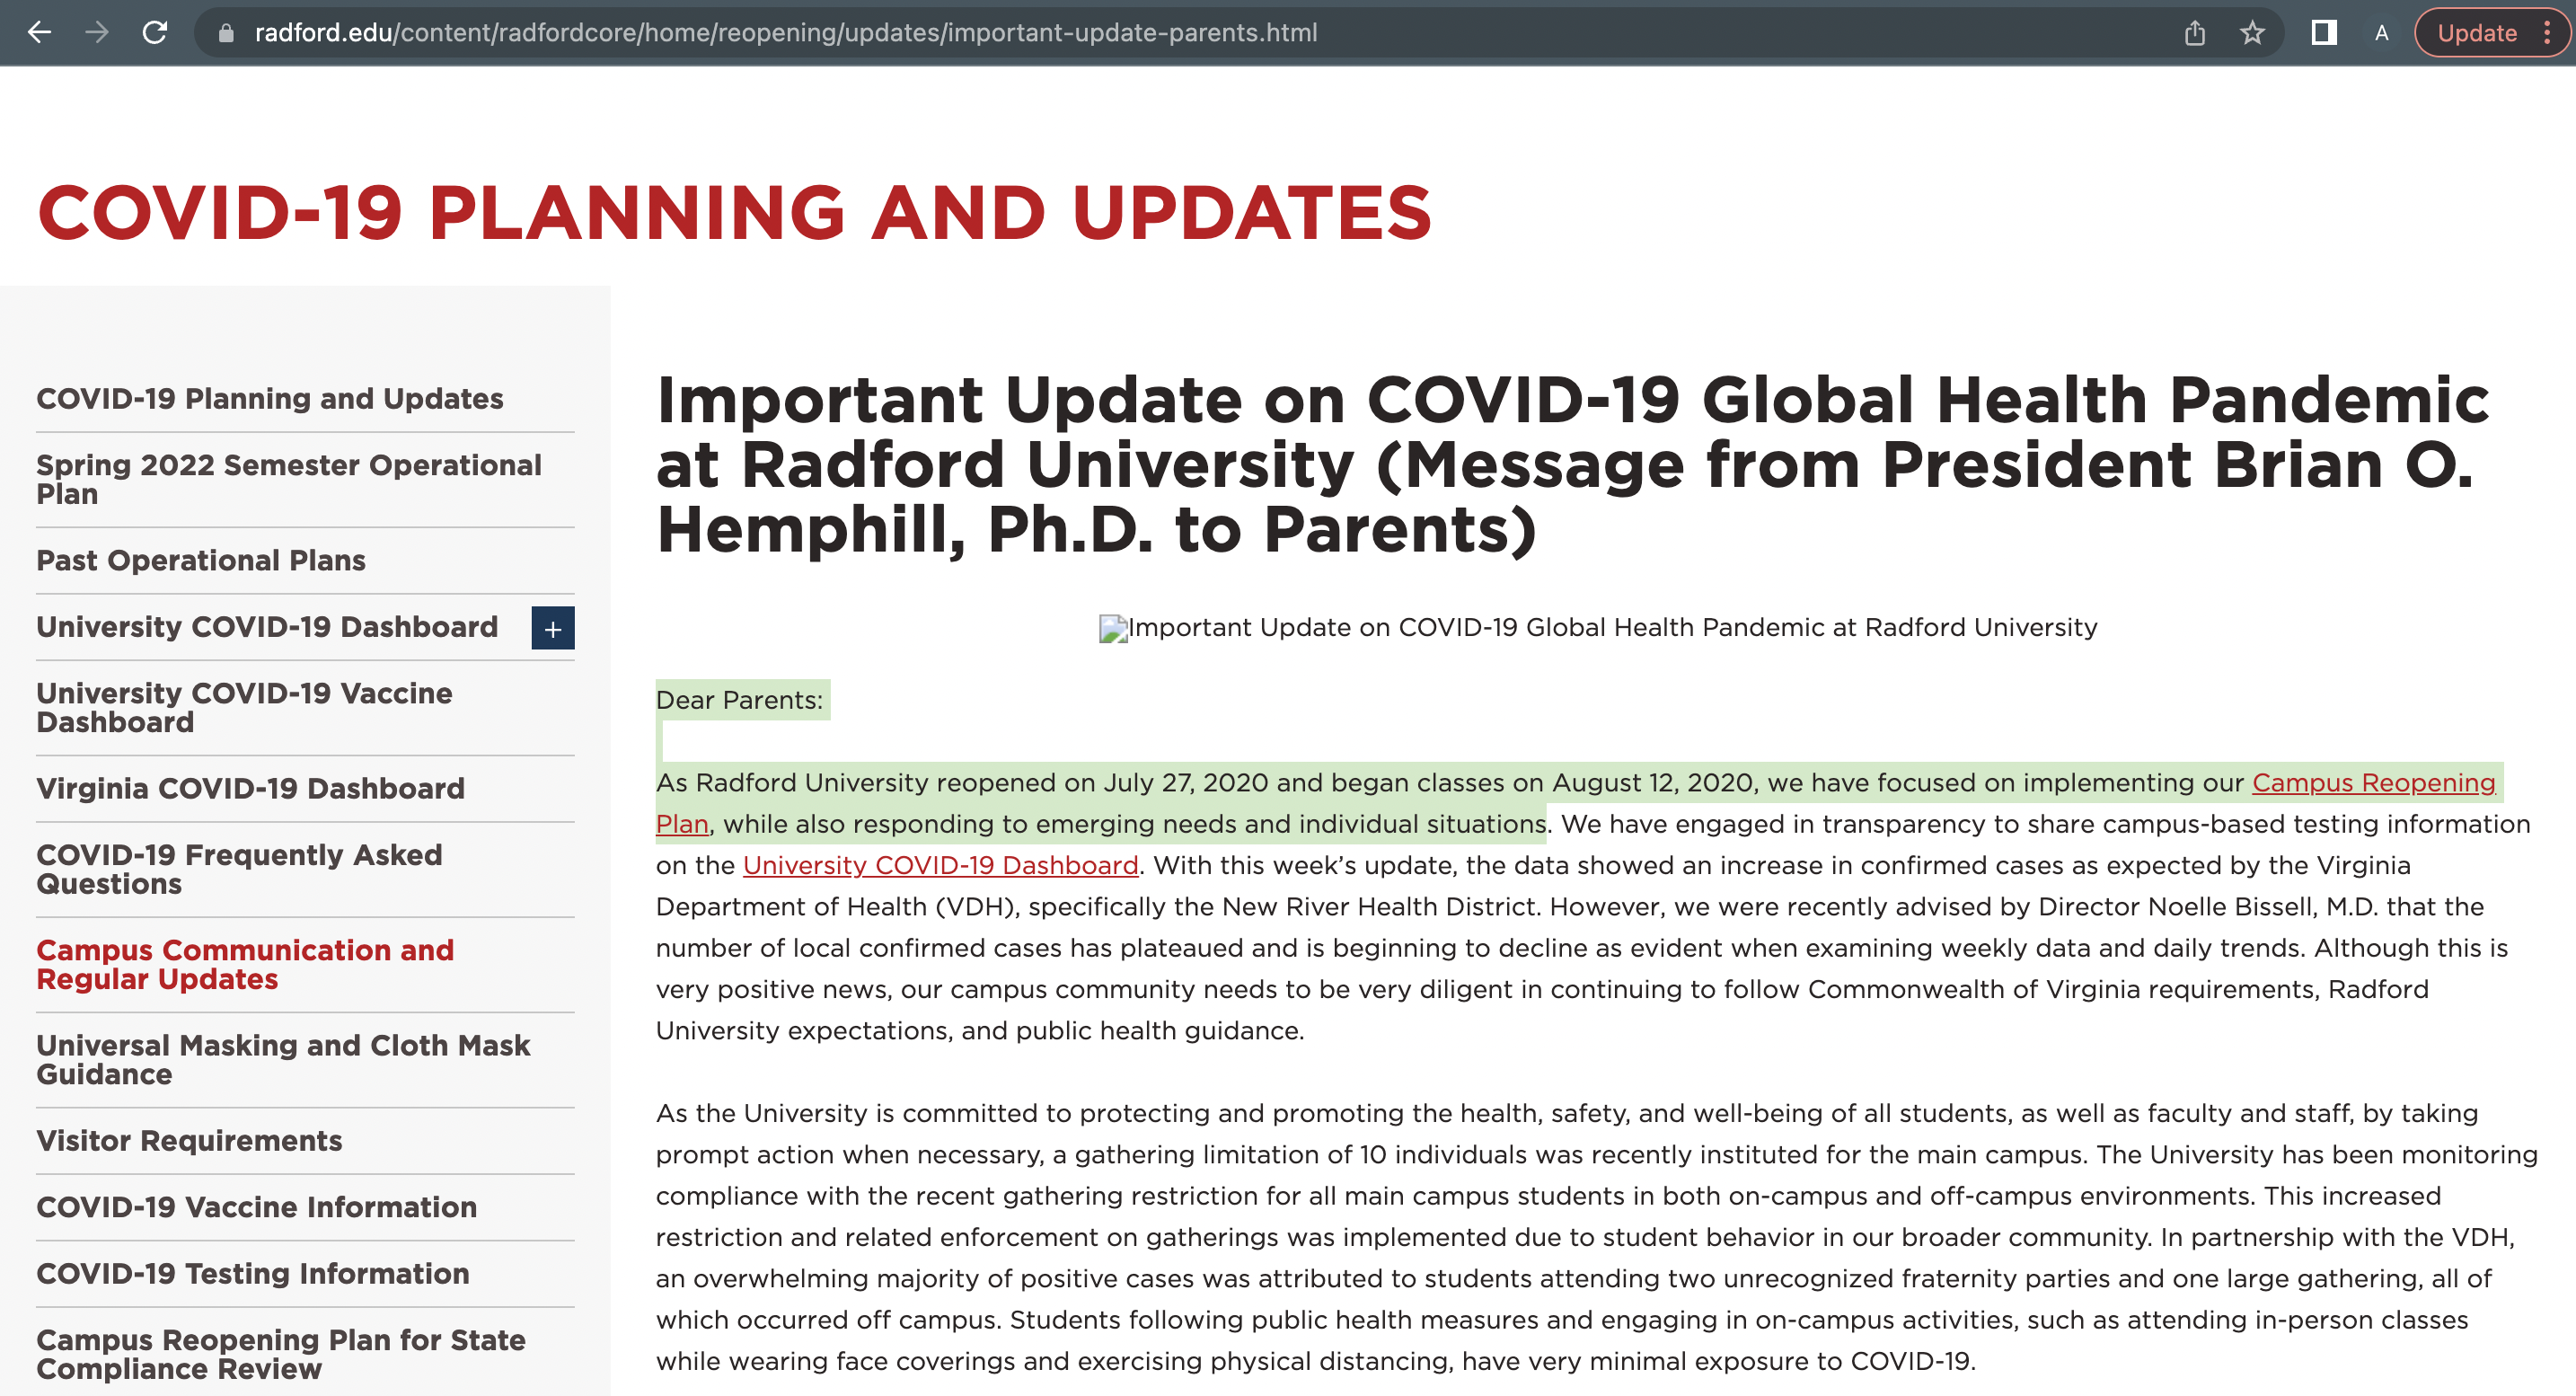 radford.edu/content/radfordcore/home/reopening/updates/important-update-parents.html
A
Update
COVID-19 PLANNING AND UPDATES
COVID-19 Planning and Updates
Spring 2022 Semester Operational
Plan
Past Operational Plans
University COVID-19 Dashboard
+
University COVID-19 Vaccine
Dashboard
Virginia COVID-19 Dashboard
COVID-19 Frequently Asked
Questions
Campus Communication and
Regular Updates
Universal Masking and Cloth Mask
Guidance
Visitor Requirements
COVID-19 Vaccine Information
COVID-19 Testing Information
Campus Reopening Plan for State
Compliance Review
Important Update on COVID-19 Global Health Pandemic
at Radford University (Message from President Brian O.
Hemphill, Ph.D. to Parents)
Important Update on COVID-19 Global Health Pandemic at Radford University
Dear Parents:
As Radford University reopened on July 27, 2020 and began classes on August 12, 2020, we have focused on implementing our Campus Reopening
Plan, while also responding to emerging needs and individual situations. We have engaged in transparency to share campus-based testing information
on the University COVID-19 Dashboard. With this week’s update, the data showed an increase in confirmed cases as expected by the Virginia
Department of Health (VDH), specifically the New River Health District. However, we were recently advised by Director Noelle Bissell, M.D. that the
number of local confirmed cases has plateaued and is beginning to decline as evident when examining weekly data and daily trends. Although this is
very positive news, our campus community needs to be very diligent in continuing to follow Commonwealth of Virginia requirements, Radford
University expectations, and public health guidance.
As the University is committed to protecting and promoting the health, safety, and well-being of all students, as well as faculty and staff, by taking
prompt action when necessary, a gathering limitation of 10 individuals was recently instituted for the main campus. The University has been monitoring
compliance with the recent gathering restriction for all main campus students in both on-campus and off-campus environments. This increased
restriction and related enforcement on gatherings was implemented due to student behavior in our broader community. In partnership with the VDH,
an overwhelming majority of positive cases was attributed to students attending two unrecognized fraternity parties and one large gathering, all of
which occurred off campus. Students following public health measures and engaging in on-campus activities, such as attending in-person classes
while wearing face coverings and exercising physical distancing, have very minimal exposure to COVID-19.